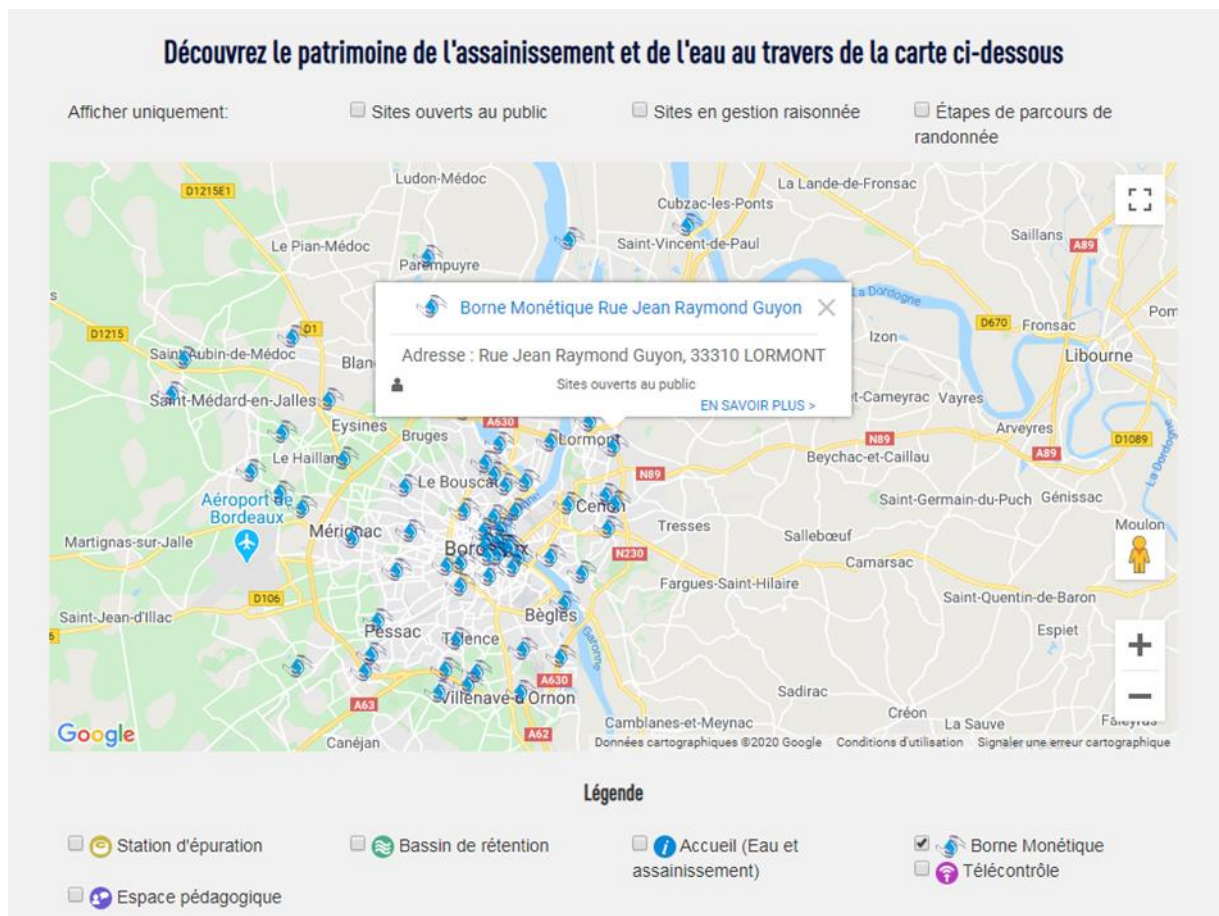 Découvrez le patrimoine de l'assainissement et de l'eau au travers de la carte ci-dessous
Afficher uniquement:
Sites ouverts au public
Sites en gestion raisonnée
Étapes de parcours de
randonnée
D1215E1
Ludon-Médoc
La Lande-de-Fronsac
Cubzac-les-Ponts
Saillans
A89
Le Pian-Médoc
Saint-Vincent-de-Paul
Parempuyre
s
La Dordogne
Borne Monétique Rue Jean Raymond Guyon
Pom
D1215
D1
D670
Fronsac
Izon
Saint-Aubin-de-Médoc
Blan
Adresse : Rue Jean Raymond Guyon, 33310 LORMONT
Libourne
Sites ouverts au public
Saint-Médard-en-Jalles
t-Cameyrac
Vayres
EN SAVOIR PLUS >
Eysines
Bruges
A630
Lormont
Arveyres
N89
D1089
Le Haillan
Beychac-et-Caillau
A89
La Dordogne
N89
Le Bouscat
Aéroport de
Bordeaux
Cenon
Saint-Germain-du-Puch
Génissac
Mérignac
Tresses
Moulon
Martignas-sur-Jalle
Sallebœuf
Bordeaux
N230
Camarsac
Fargues-Saint-Hilaire
D106
Saint-Quentin-de-Baron
Saint-Jean-d'Illac
Bègles
Garonne
Pessac
Talence
Espiet
A630
Sadirac
A63
Villenave-d'Ornon
Créon
La Sauve
Faleyras
Camblanes-et-Meynac
Google
Canéjan
A62
Données cartographiques ©2020 Google
Conditions d'utilisation
Signaler une erreur cartographique
Légende
Station d'épuration
Bassin de rétention
Accueil (Eau et
assainissement)
Borne Monétique
Télécontrôle
Espace pédagogique